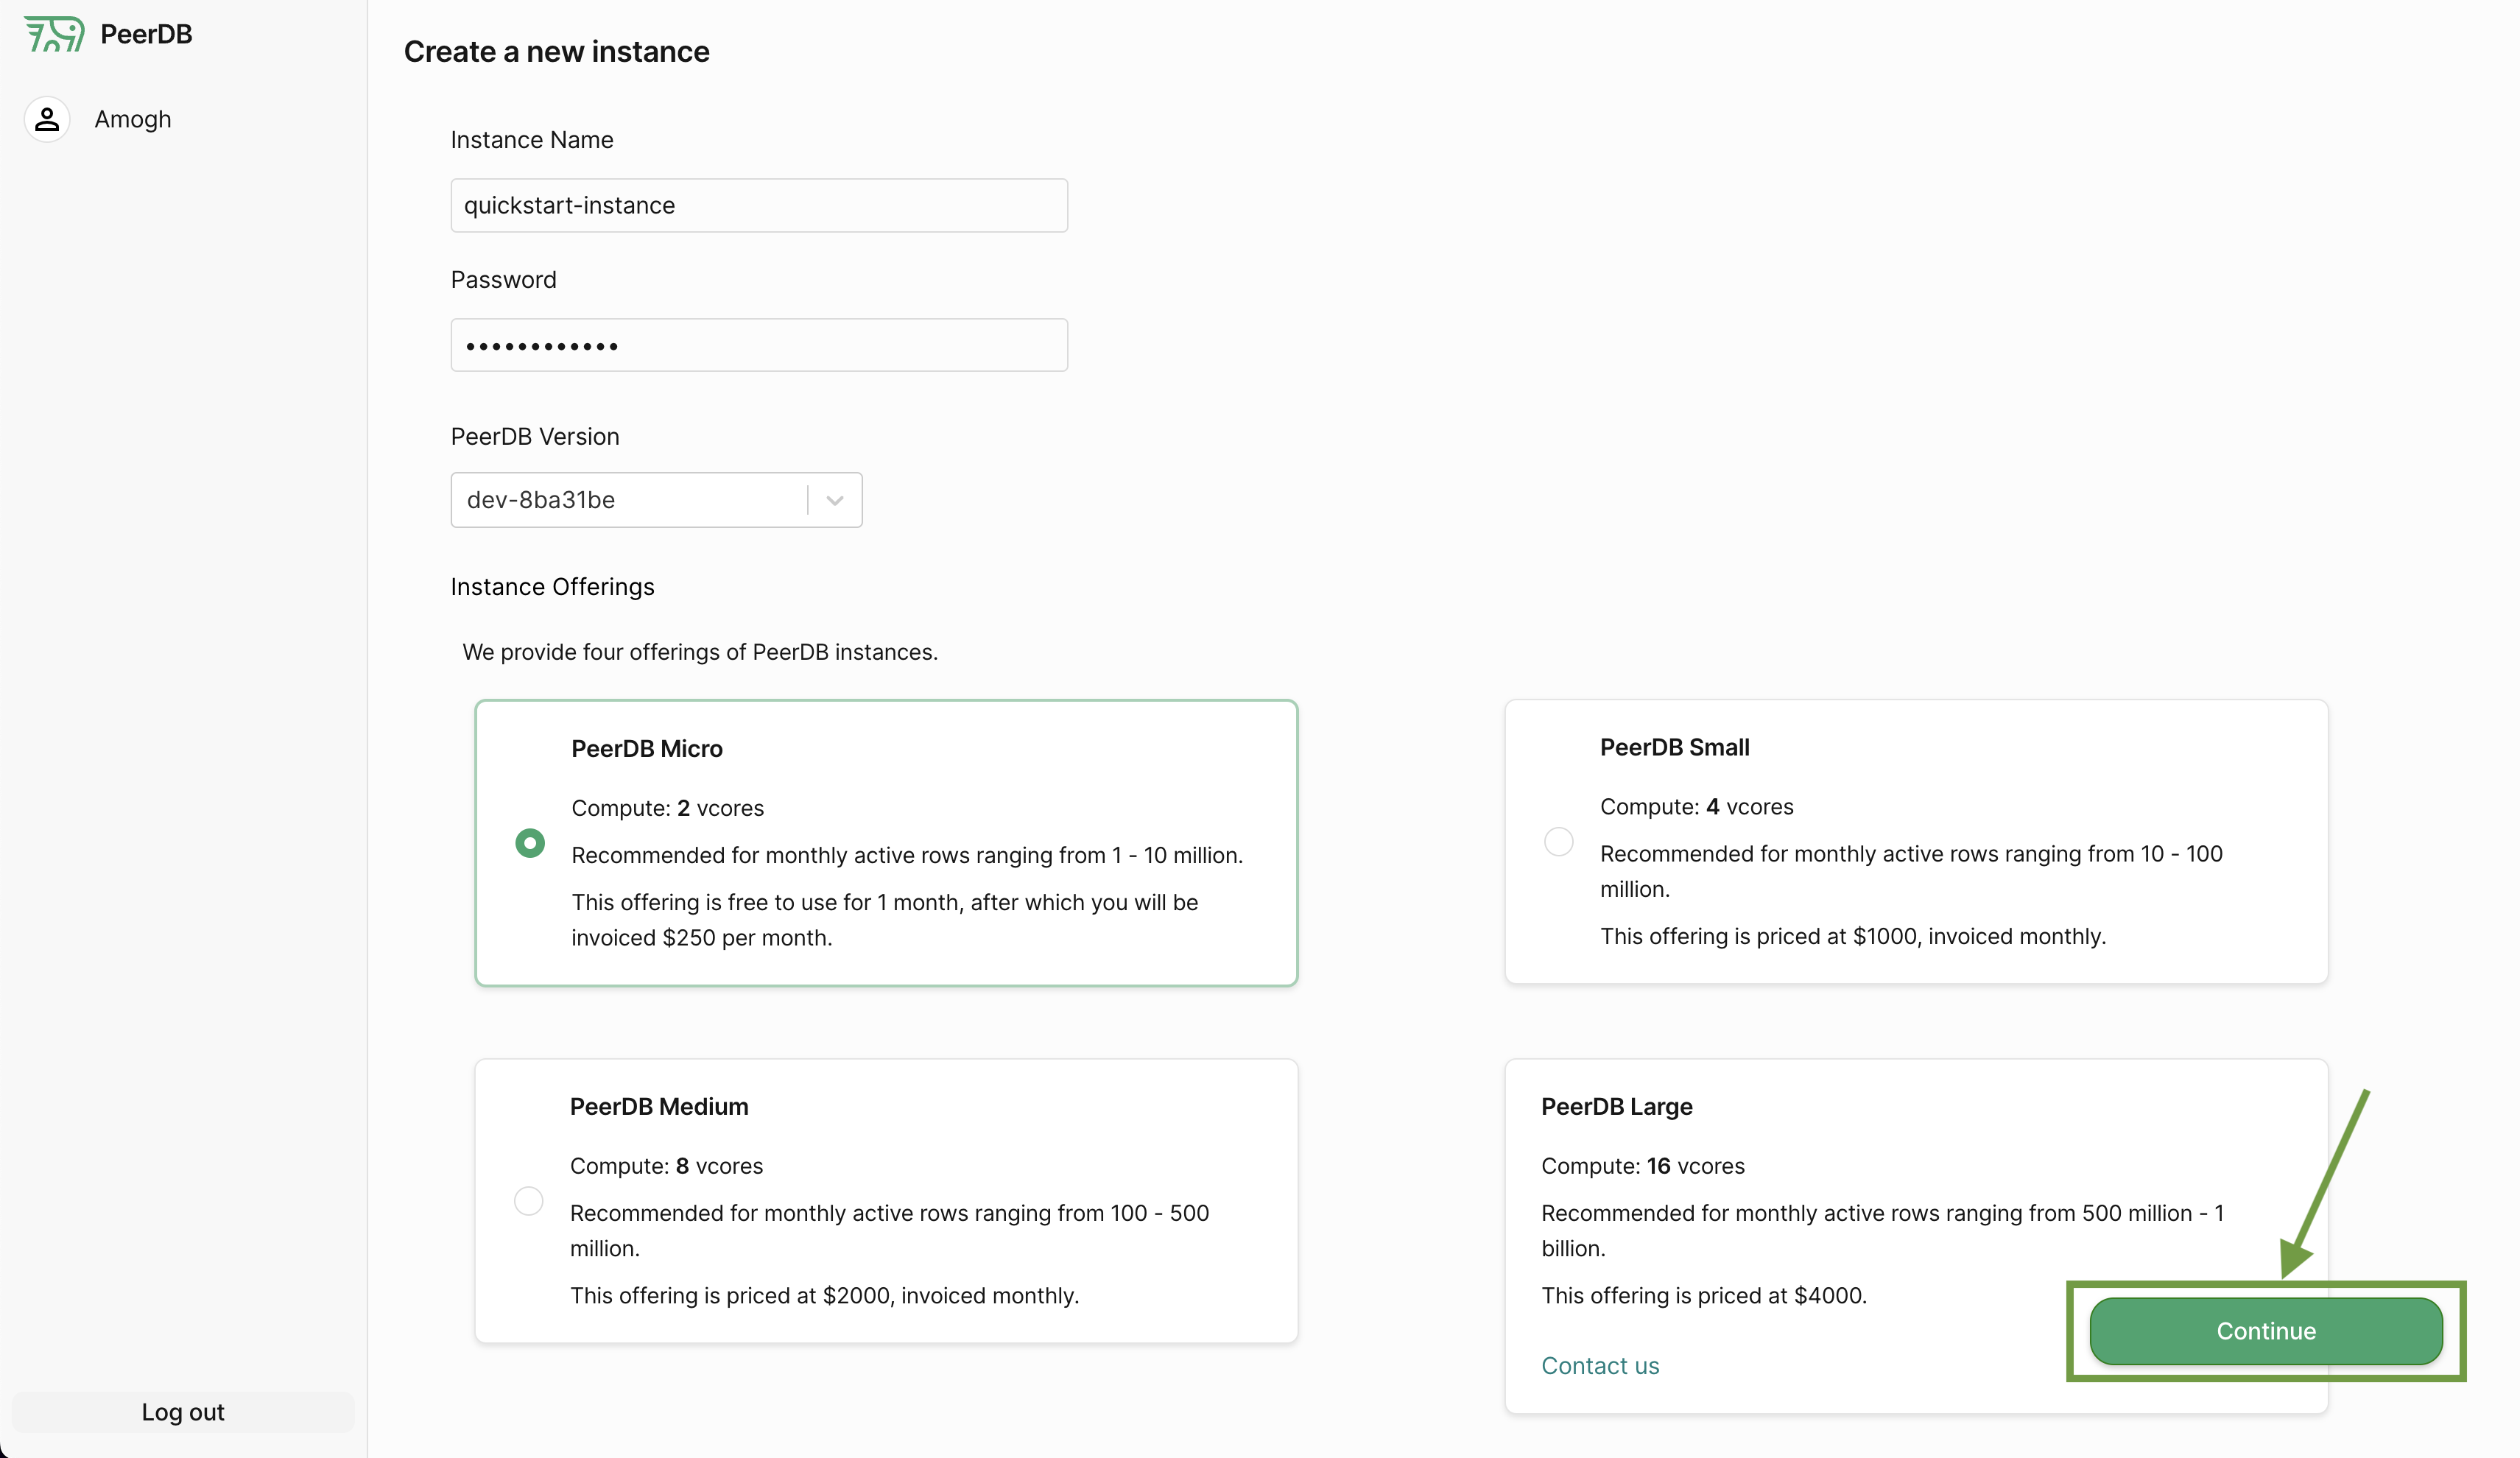 PeerDB
Amogh
Create a new instance
Instance Name
quickstart-instance
Password
••••••••••••
PeerDB Version
dev-8ba31be
Instance Offerings
We provide four offerings of PeerDB instances.
PeerDB Micro
Compute: 2 vcores
Recommended for monthly active rows ranging from 1 - 10 million.
This offering is free to use for 1 month, after which you will be
invoiced $250 per month.
PeerDB Small
Compute: 4 vcores
Recommended for monthly active rows ranging from 10 - 100
million.
This offering is priced at $1000, invoiced monthly.
PeerDB Medium
Compute: 8 vcores
Recommended for monthly active rows ranging from 100 - 500
million.
This offering is priced at $2000, invoiced monthly.
PeerDB Large
Compute: 16 vcores
Recommended for monthly active rows ranging from 500 million - 1
billion.
This offering is priced at $4000.
Contact us
Continue
Log out